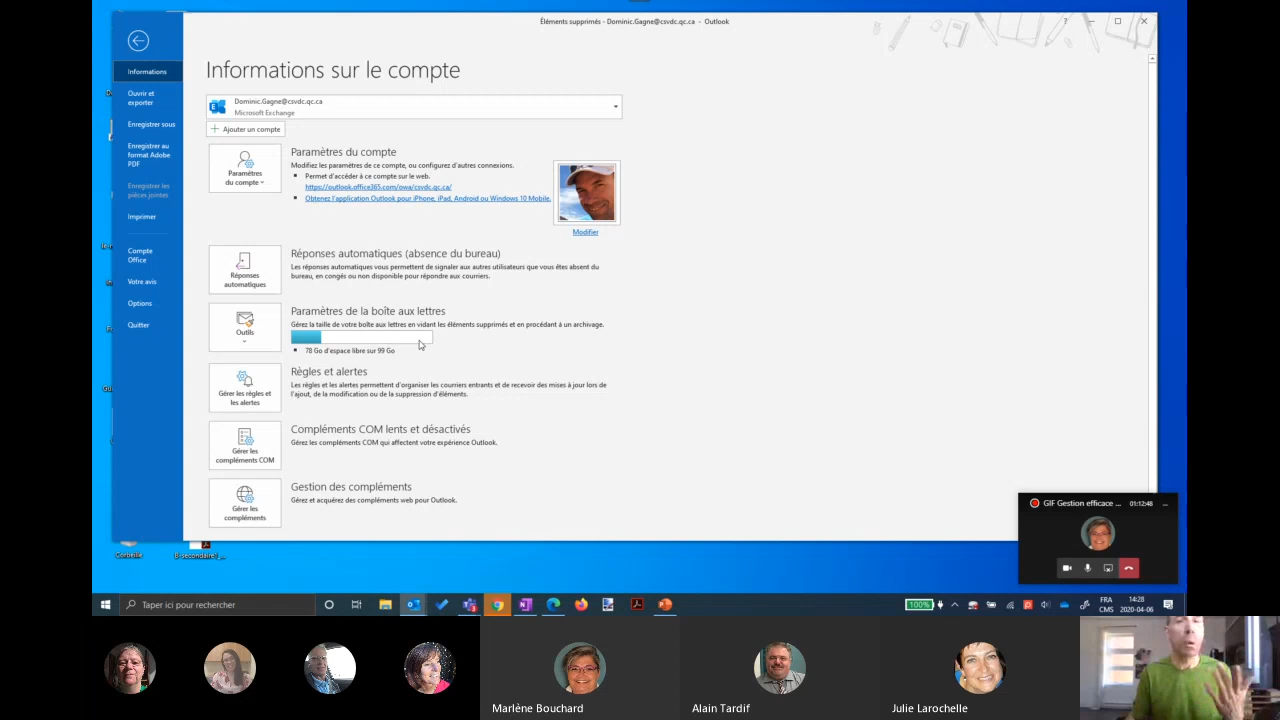 Éléments supprimés - Dominic.Gagne@csvdc.qc.ca - Outlook
?
Informations
Ouvrir et
exporter
Enregistrer sous
Enregistrer au
format Adobe
PDF
Enregistrer les
pièces jointes
Imprimer
Compte
Office
Votre avis
Options
Quitter
Informations sur le compte
Dominic.Gagne@csvdc.qc.ca
Microsoft Exchange
Ajouter un compte
Paramètres
du compte
Paramètres du compte
Modifiez les paramètres de ce compte, ou configurez d'autres connexions.
Permet d'accéder à ce compte sur le web.
https://outlook.office365.com/owa/csvdc.qc.ca/
Obtenez l'application Outlook pour iPhone, iPad, Android ou Windows 10 Mobile.
Modifier
Réponses
automatiques
Réponses automatiques (absence du bureau)
Les réponses automatiques vous permettent de signaler aux autres utilisateurs que vous êtes absent du
bureau, en congés ou non disponible pour répondre aux courriers.
Outils
Paramètres de la boîte aux lettres
Gérez la taille de votre boîte aux lettres en vidant les éléments supprimés et en procédant à un archivage.
78 Go d'espace libre sur 99 Go
Gérer les règles et
les alertes
Règles et alertes
Les règles et les alertes permettent d'organiser les courriers entrants et de recevoir des mises à jour lors de
l'ajout, de la modification ou de la suppression d'éléments.
Gérer les
compléments COM
Compléments COM lents et désactivés
Gérez les compléments COM qui affectent votre expérience Outlook.
Gérer les
compléments
Gestion des compléments
Gérez et acquérez des compléments web pour Outlook.
GIF Gestion efficace ...
01:12:48
...
Corbeille
B-secondaire1_...
Taper ici pour rechercher
100%
FRA
CMS
14:28
2020-04-06
Marlène Bouchard
Alain Tardif
Julie Larochelle